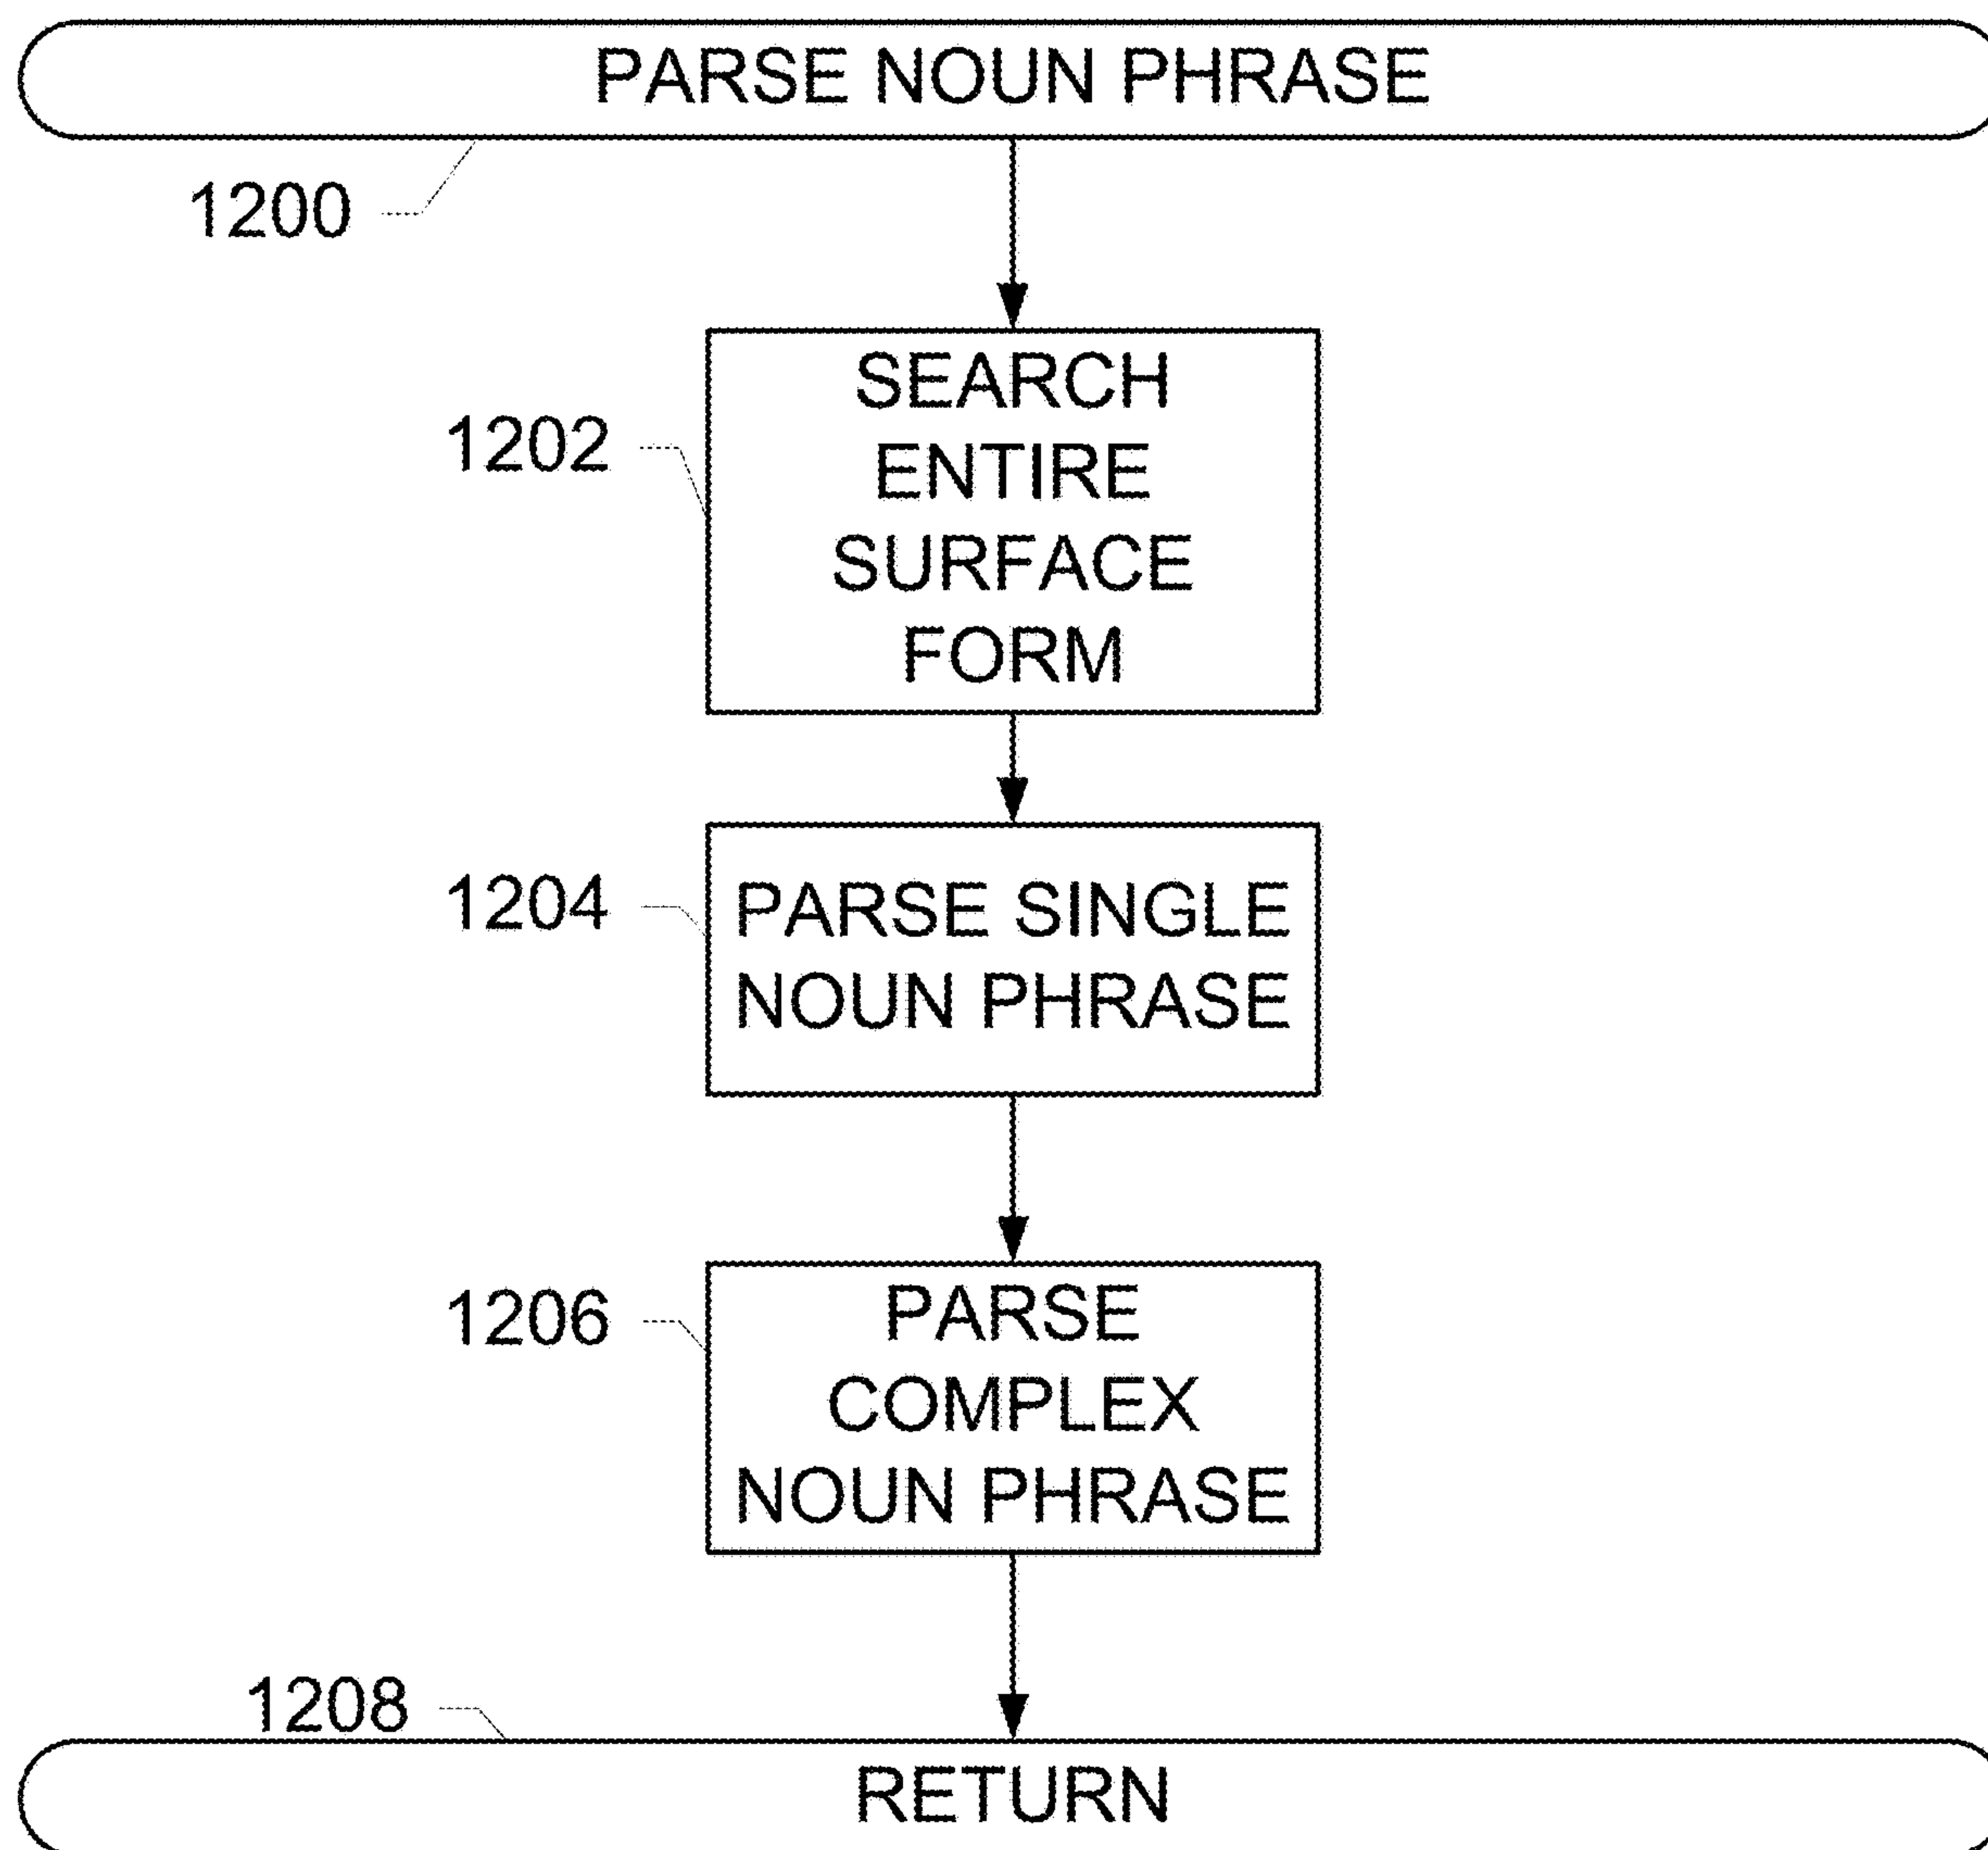 PARSE NOUN PHRASE
1200
SEARCH
ENTIRE
SURFACE
FORM
1202
PARSE SINGLE
NOUN PHRASE
1204
PARSE
COMPLEX
NOUN PHRASE
1206
1208
RETURN